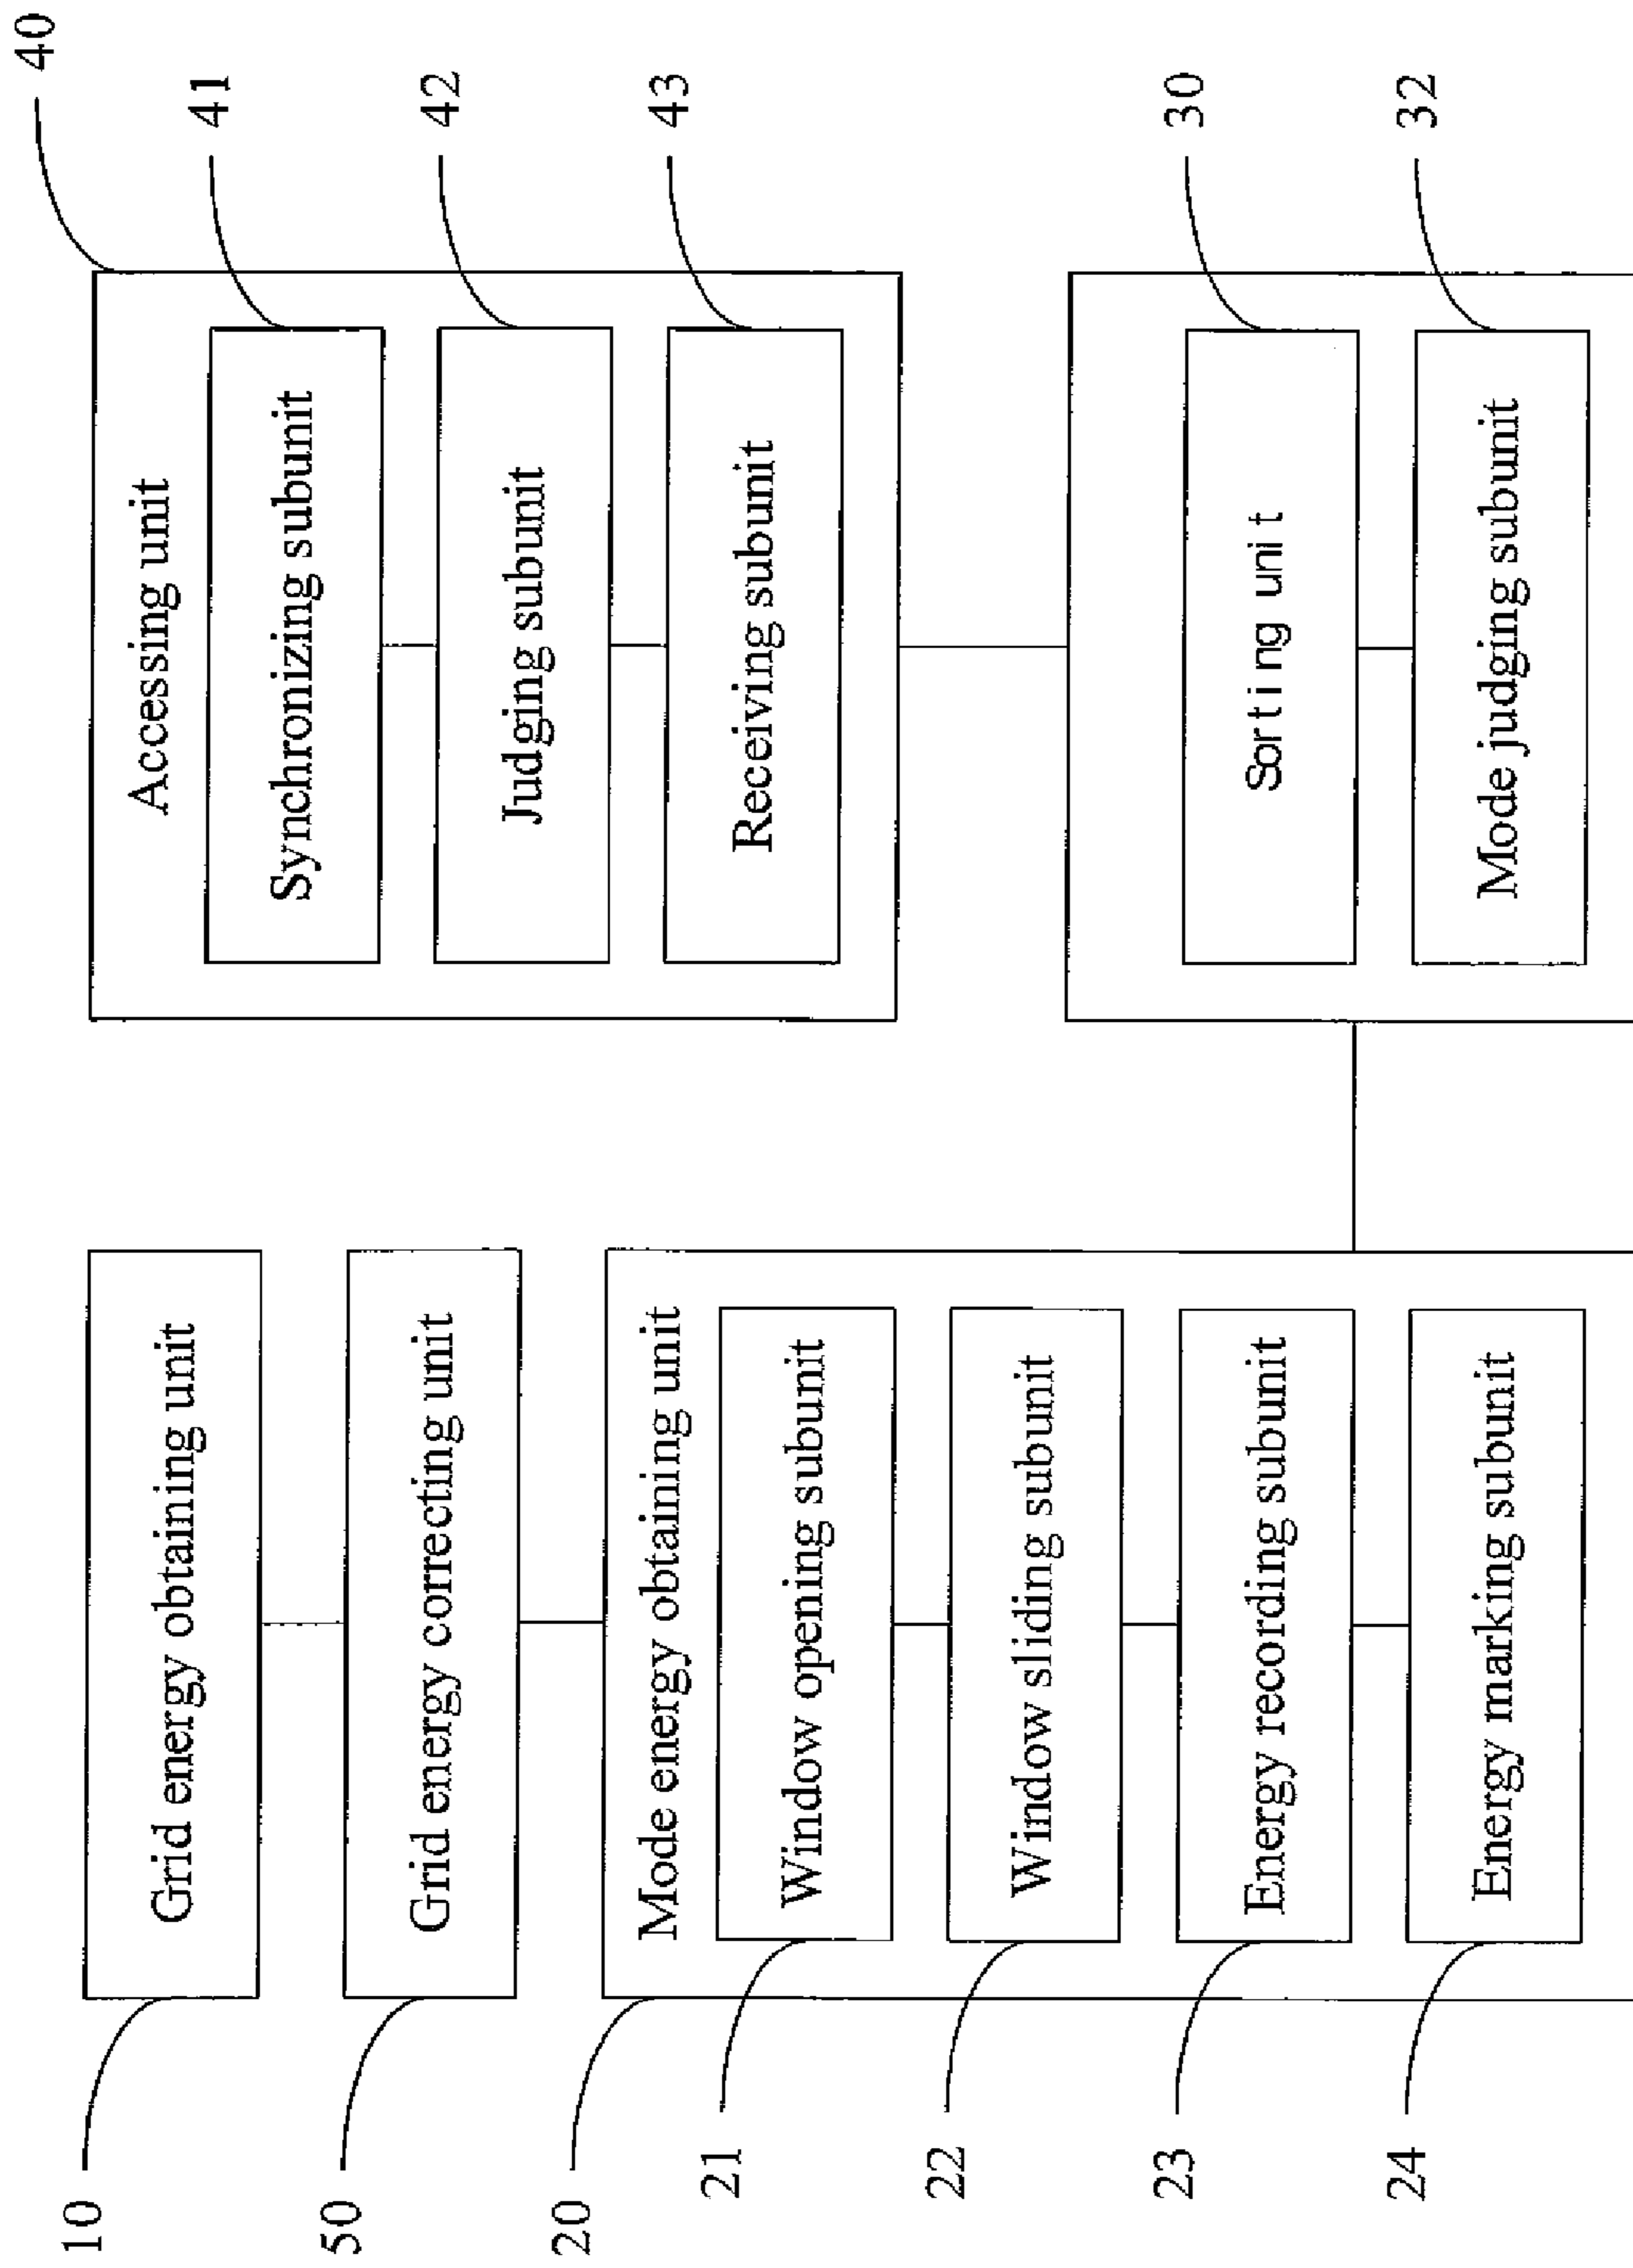 10
Grid energy obtaining unit
50
Grid energy correcting unit
20
Mode energy obtaining unit
21
Window opening subunit
22
Window sliding subunit
23
Energy recording subunit
24
Energy marking subunit
40
Accessing unit
41
Synchronizing subunit
42
Judging subunit
43
Receiving subunit
30
Sorting unit
32
Mode judging subunit